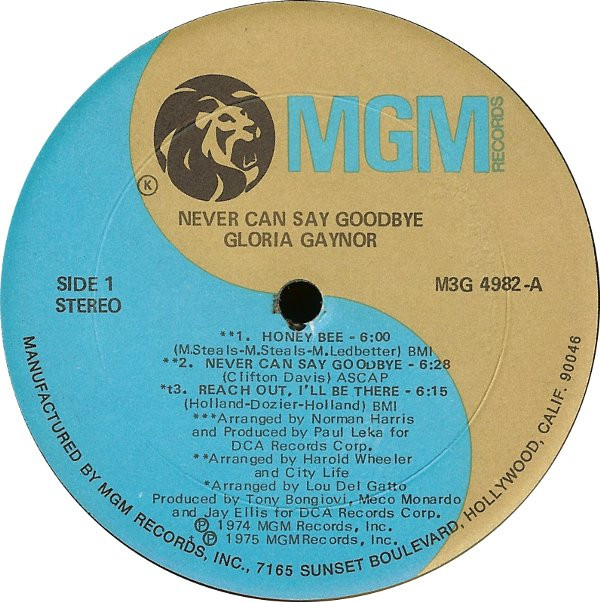 MGM
RECORDS
K
NEVER CAN SAY GOODBYE
GLORIA GAYNOR
SIDE 1
STEREO
M3G 4982-A
**1. HONEY BEE - 6:00
(M.Steals-M.Steals-M.Ledbetter) BMI
**2. NEVER CAN SAY GOODBYE - 6:28
(Clifton Davis) ASCAP
*t3. REACH OUT, I'LL BE THERE - 6:15
(Holland-Dozier-Holland) BMI
***Arranged by Norman Harris
and Produced by Paul Leka for
DCA Records Corp.
**Arranged by Harold Wheeler
and City Life
*Arranged by Lou Del Gatto
Produced by Tony Bongiovi, Meco Monardo
and Jay Ellis for DCA Records Corp.
℗ 1974 MGM Records, Inc.
t ℗ 1975 MGM Records, Inc.
MANUFACTURED BY MGM RECORDS, INC., 7165 SUNSET BOULEVARD, HOLLYWOOD, CALIF. 90046